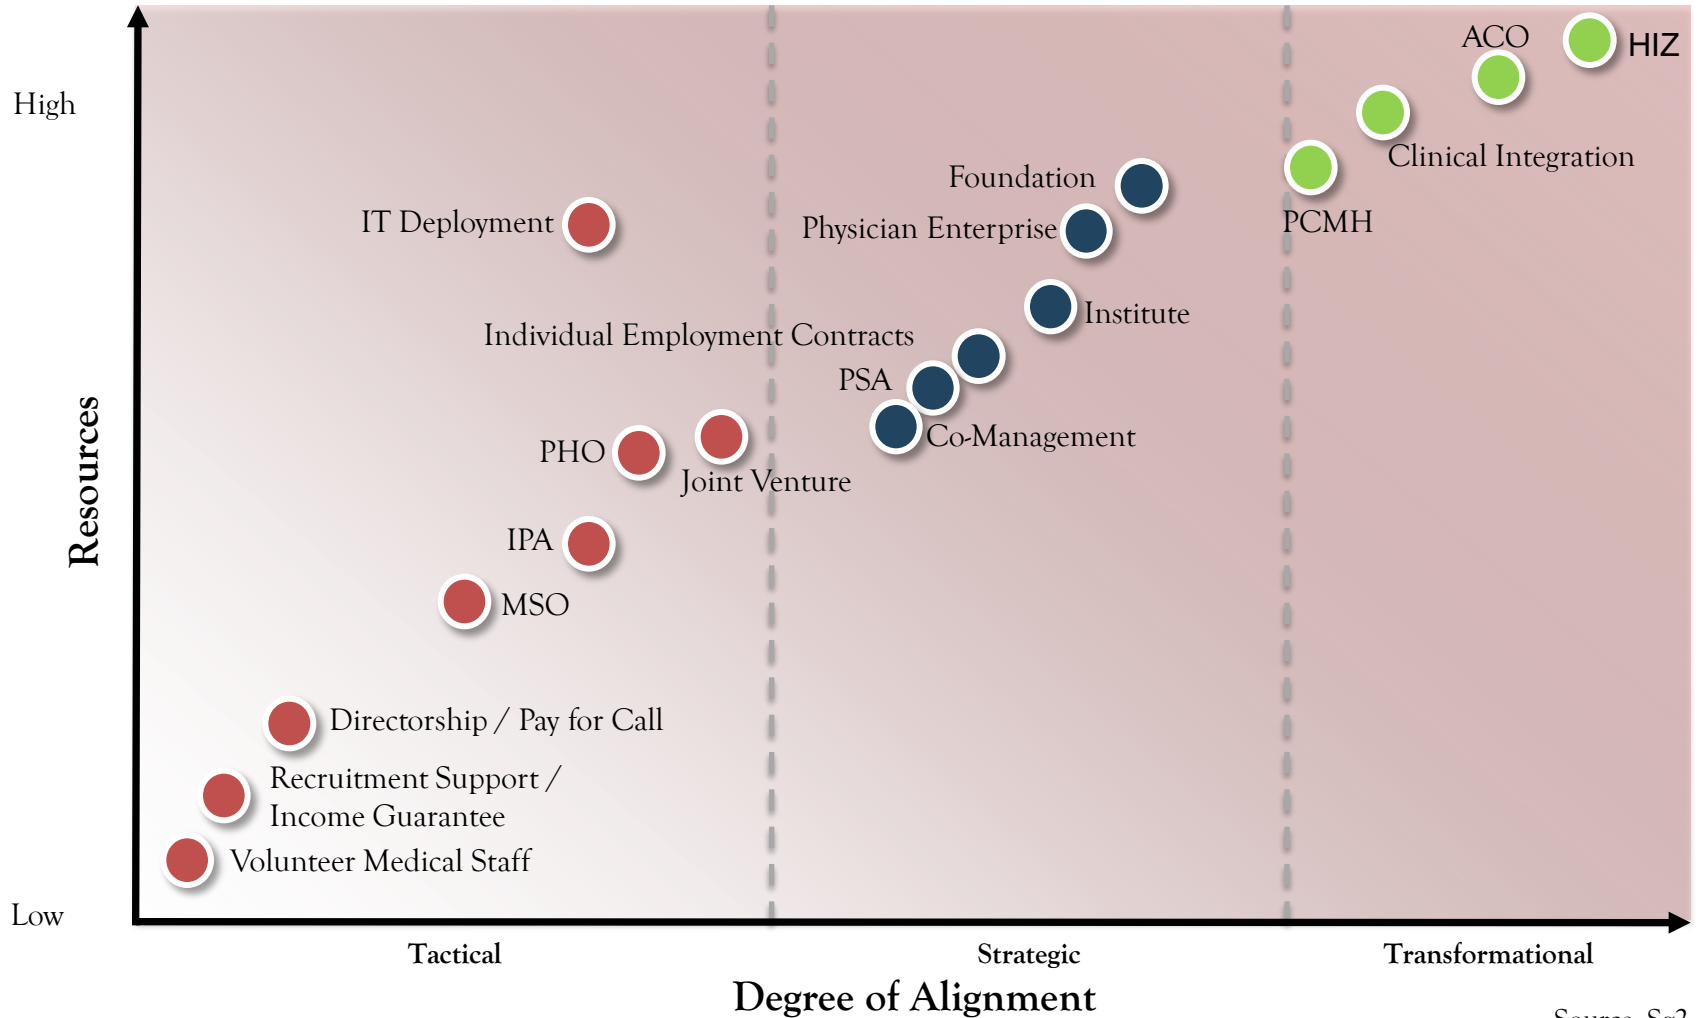 ACO
HIZ
High
Clinical Integration
Foundation
IT Deployment
Physician Enterprise
PCMH
Institute
Individual Employment Contracts
PSA
Co-Management
PHO
Joint Venture
Resources
IPA
MSO
Directorship / Pay for Call
Recruitment Support /
Income Guarantee
Volunteer Medical Staff
Low
Tactical
Strategic
Transformational
Degree of Alignment
Source Sg2